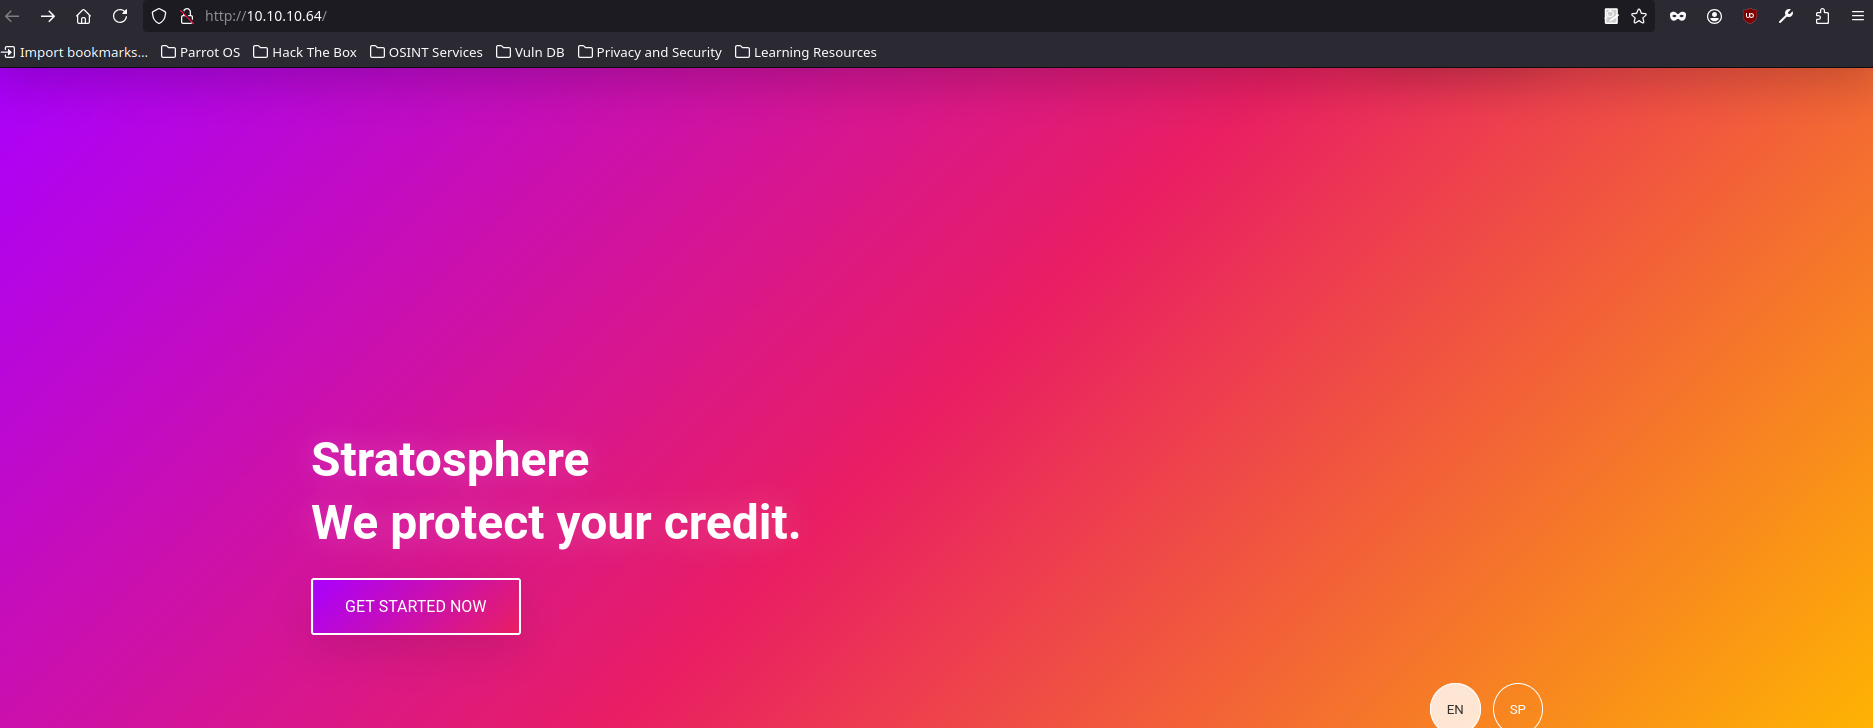 http://10.10.10.64/
Import bookmarks... Parrot OS Hack The Box OSINT Services Vuln DB Privacy and Security Learning Resources
Stratosphere
We protect your credit.
GET STARTED NOW
EN SP